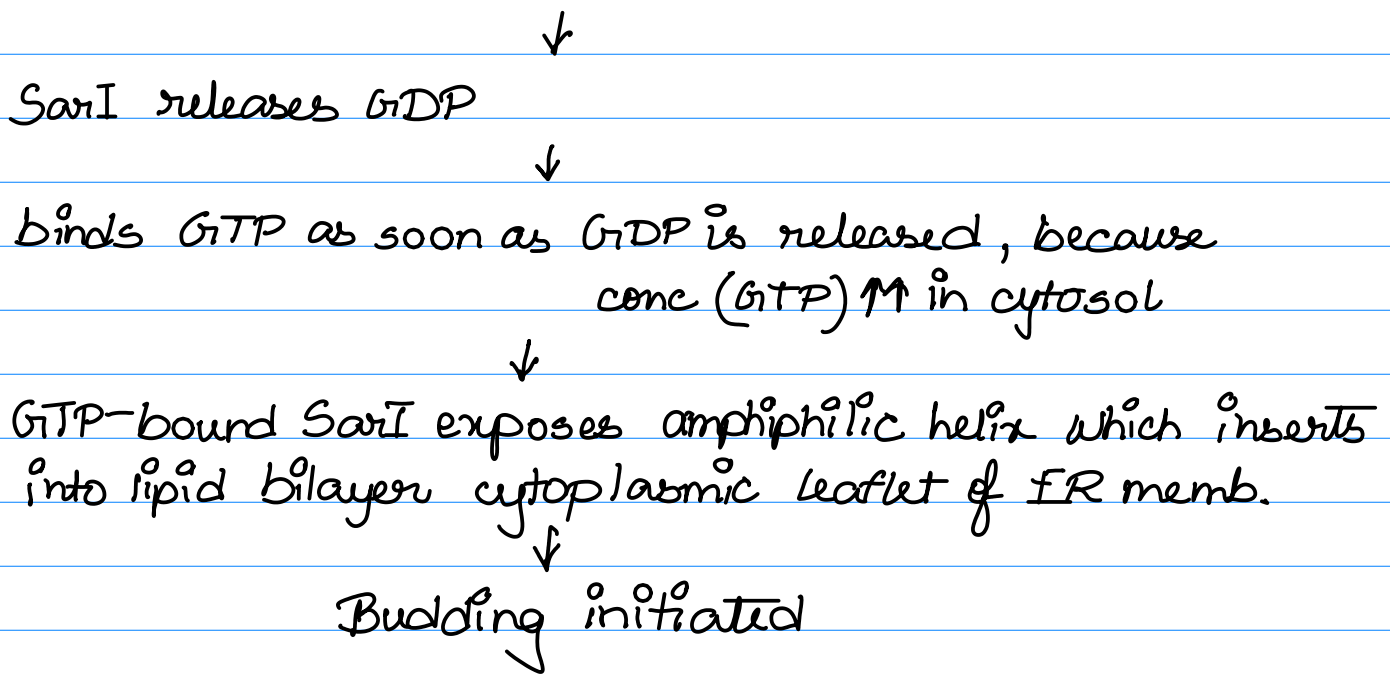 ↓
SarI releases GDP
↓
binds GTP as soon as GDP is released, because
conc (GTP) ↑↑ in cytosol
↓
GTP-bound SarI exposes amphiphilic helix which inserts
into lipid bilayer cytoplasmic leaflet of ER memb.
↓
Budding initiated